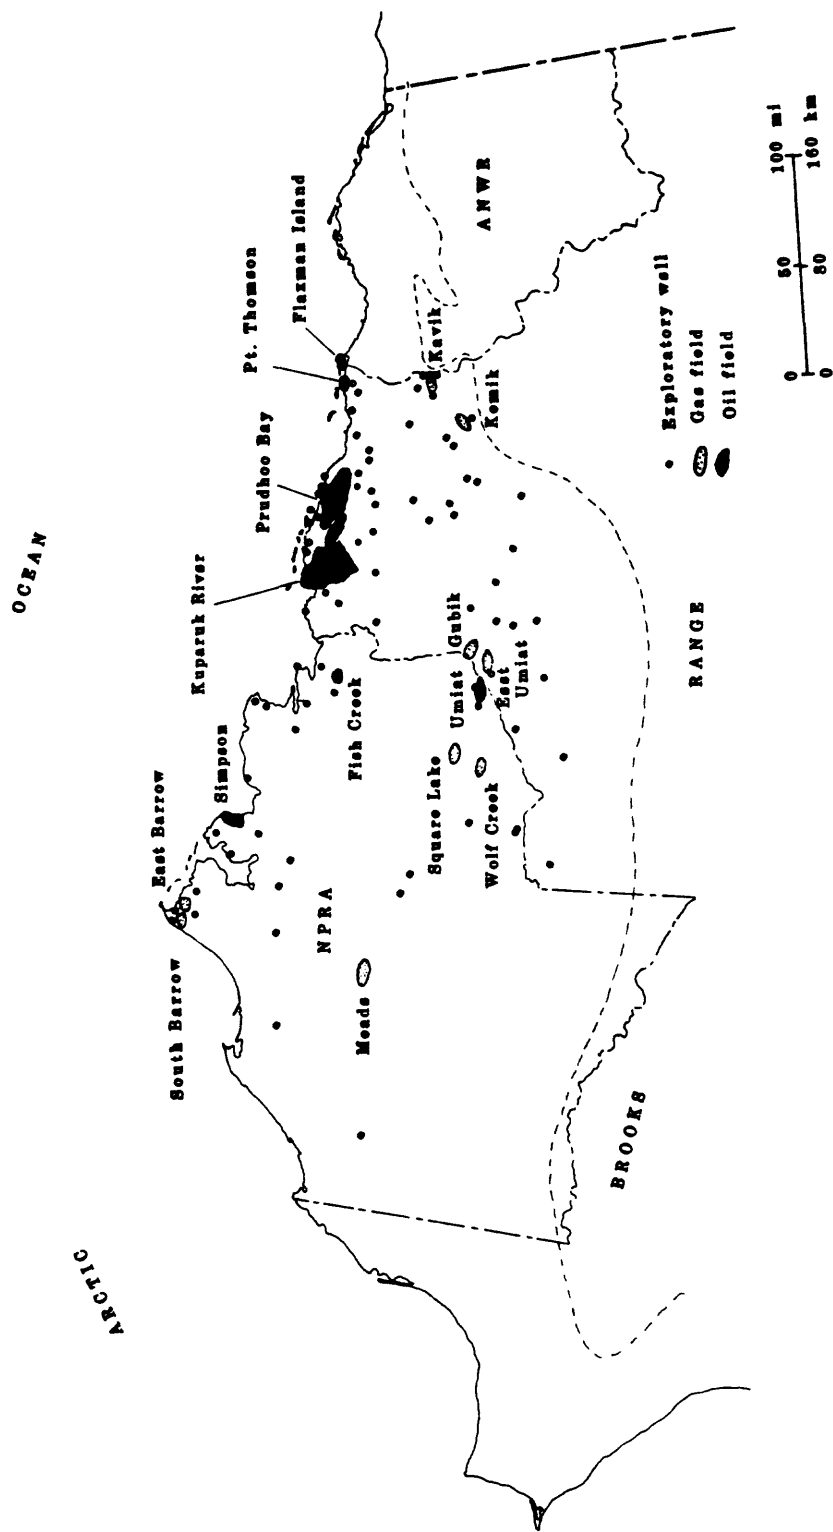 ARCTIC
OCEAN
South Barrow
East Barrow
Simpson
Kuparuk River
Prudhoe Bay
Pt. Thomson
Flaxman Island
Meade
NPRA
Fish Creek
Square Lake
Wolf Creek
Umiat
East
Umiat
Gubik
Kemik
Kavik
ANWR
BROOKS
RANGE
Exploratory well
Gas field
Oil field
0 50 100 mi
0 80 160 km